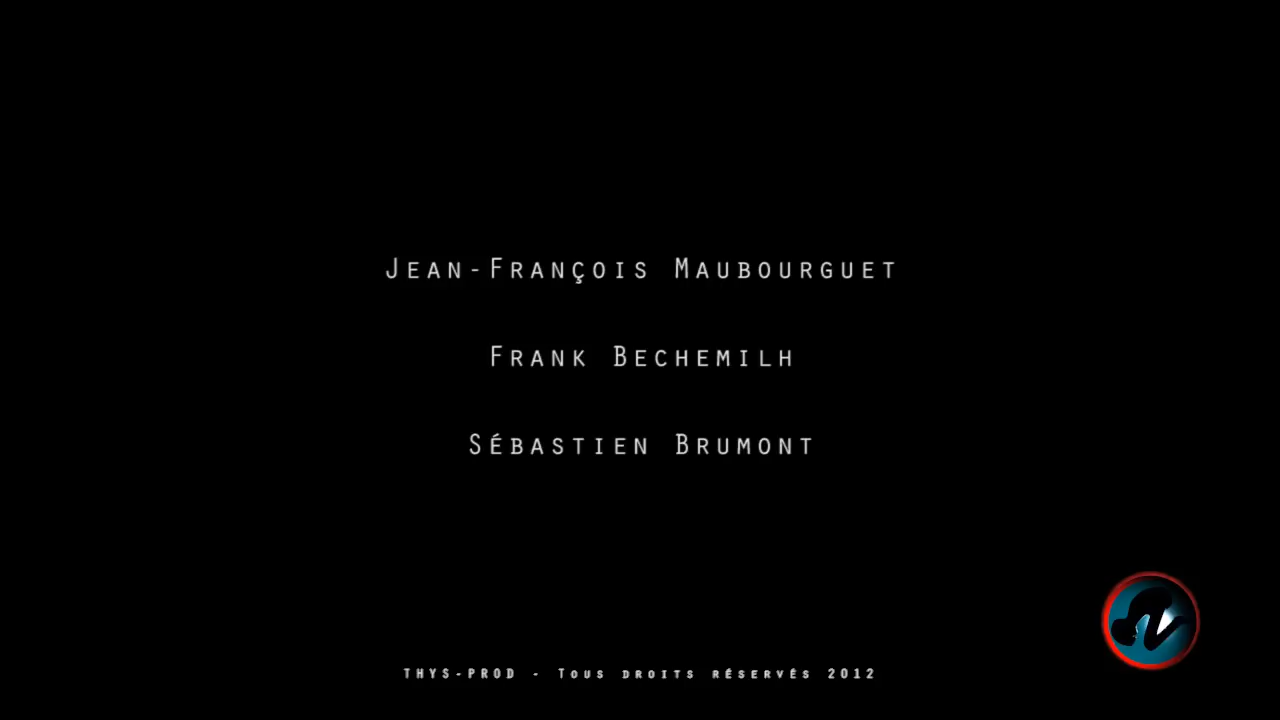 Jean-François Maubourguet
Frank Bechemilh
Sébastien Brumont
THYS-PROD - Tous droits réservés 2012